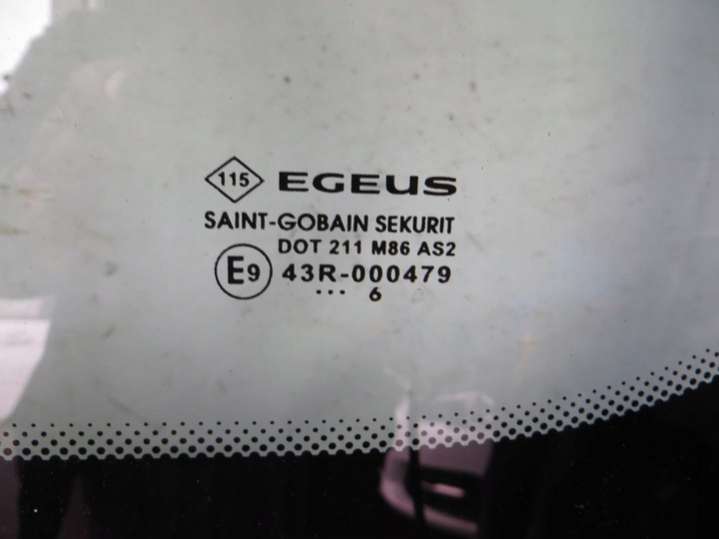 115 EGEUS
SAINT-GOBAIN SEKURIT
DOT 211 M86 AS2
E9 43R-000479
... 6